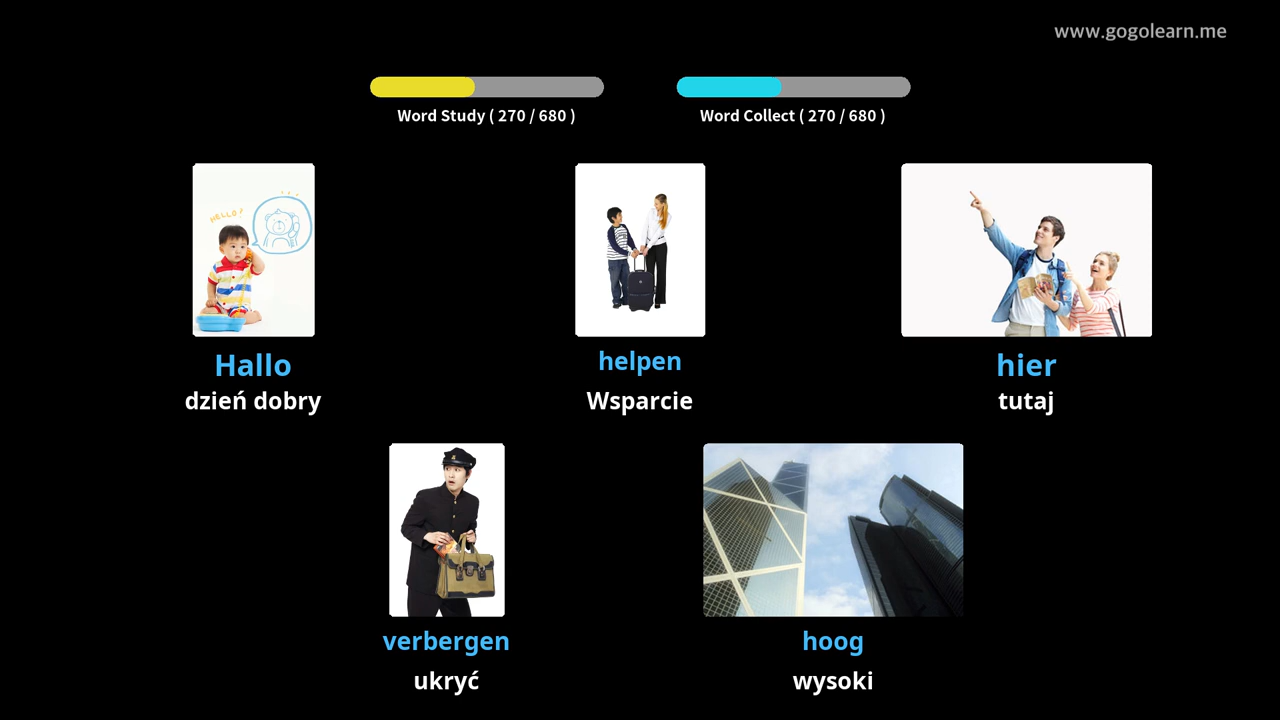 www.gogolearn.me
Word Study ( 270 / 680 )
Word Collect ( 270 / 680 )
HELLO?
Hallo
dzień dobry
helpen
Wsparcie
hier
tutaj
verbergen
ukryć
hoog
wysoki